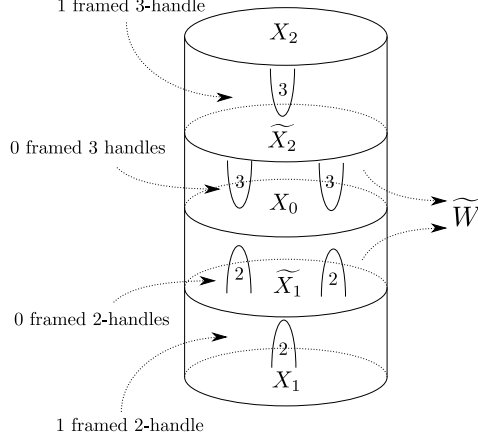 1 framed 3-handle
X₂
3
X̃₂
0 framed 3 handles
3
3
X₀
W̃
2
2
X̃₁
0 framed 2-handles
2
X₁
1 framed 2-handle